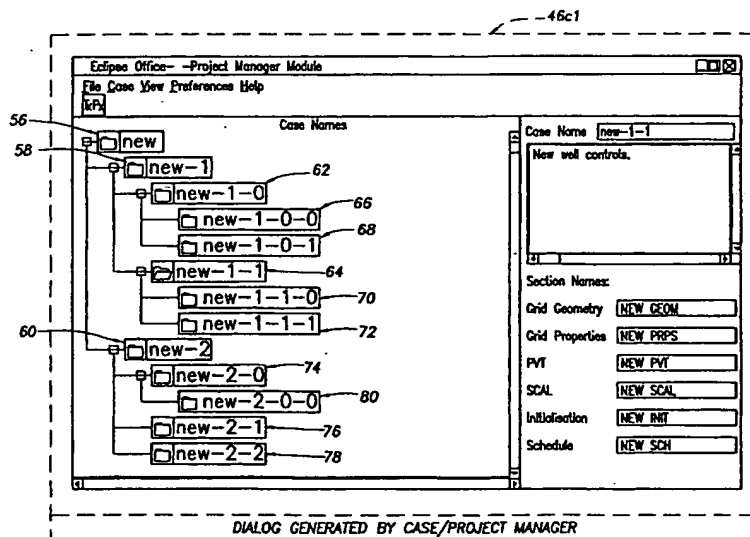 46c1
Eclipse Office- -Project Manager Module
File Case View Preferences Help
Case Names
56 new
58 new-1
new-1-0 62
new-1-0-0 66
new-1-0-1 68
new-1-1 64
new-1-1-0 70
new-1-1-1 72
60 new-2
new-2-0 74
new-2-0-0 80
new-2-1 76
new-2-2 78
Case Name new-1-1
New well controls.
Section Names:
Grid Geometry NEW GEOM
Grid Properties NEW PRPS
PVT NEW PVT
SCAL NEW SCAL
Initialisation NEW INIT
Schedule NEW SCH
DIALOG GENERATED BY CASE/PROJECT MANAGER